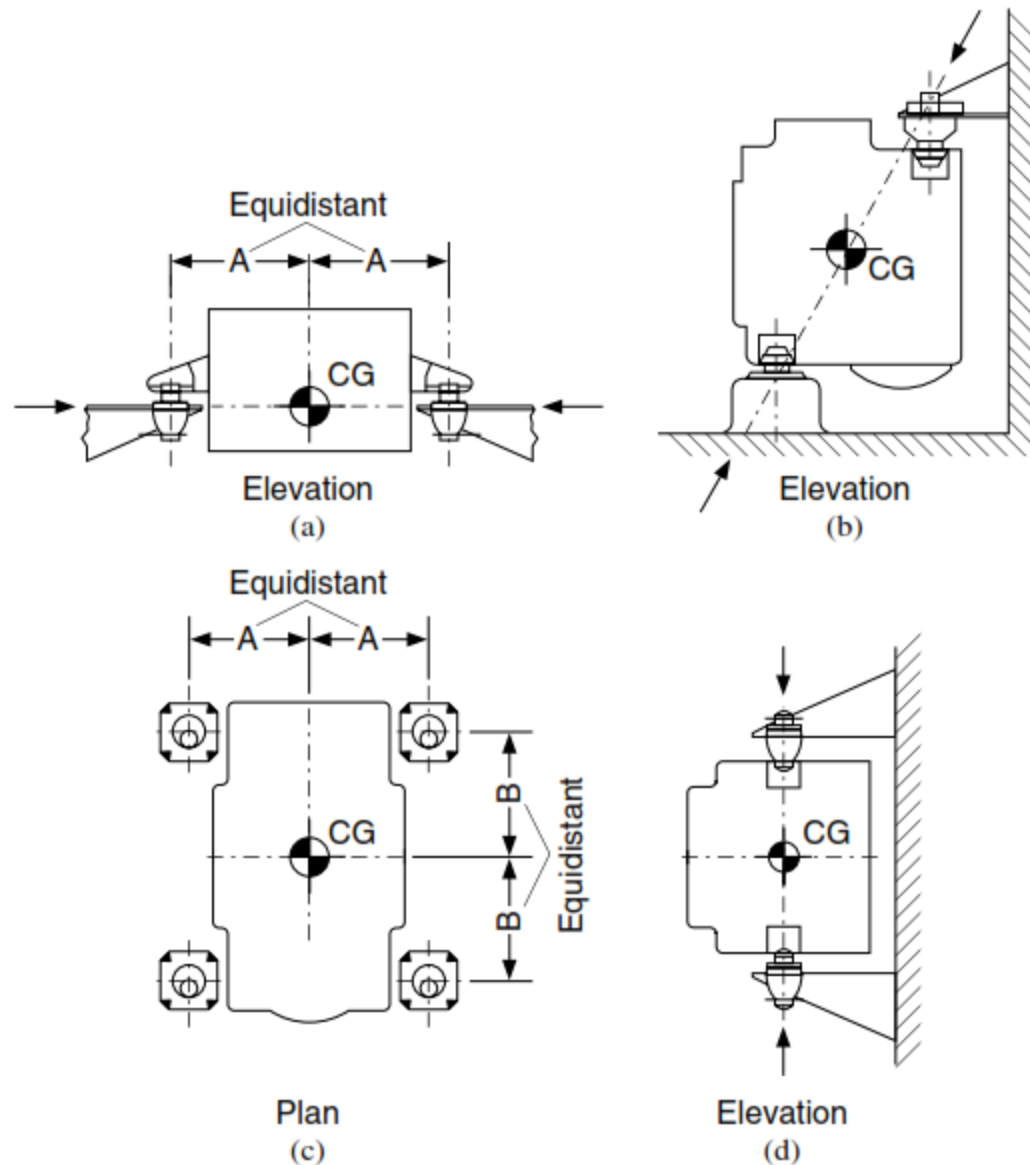 Equidistant
A A
CG
Elevation
(a)
CG
Elevation
(b)
Equidistant
A A
B
CG
B
Equidistant
Plan
(c)
CG
Elevation
(d)